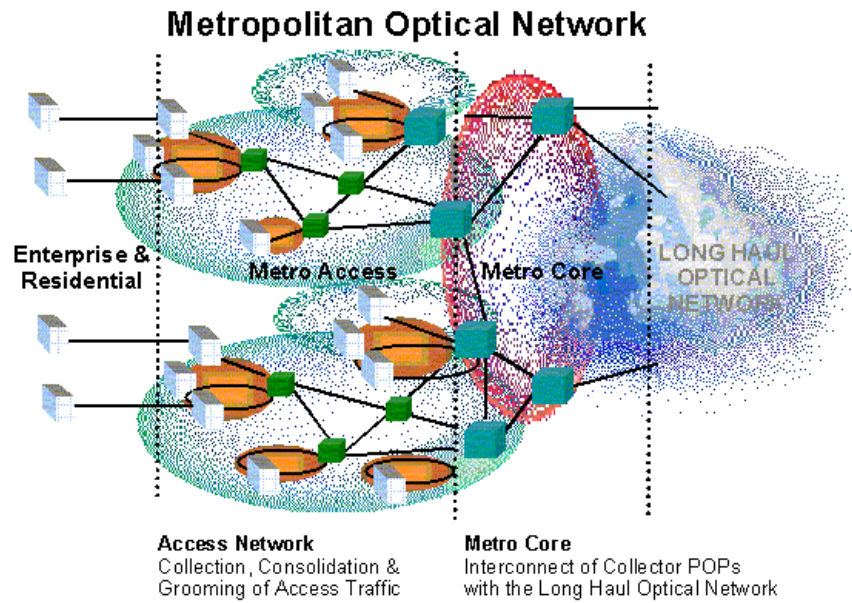 Metropolitan Optical Network
Enterprise &
Residential
Metro Access
Metro Core
LONG HAUL
OPTICAL
NETWORK
Access Network
Collection, Consolidation &
Grooming of Access Traffic
Metro Core
Interconnect of Collector POPs
with the Long Haul Optical Network